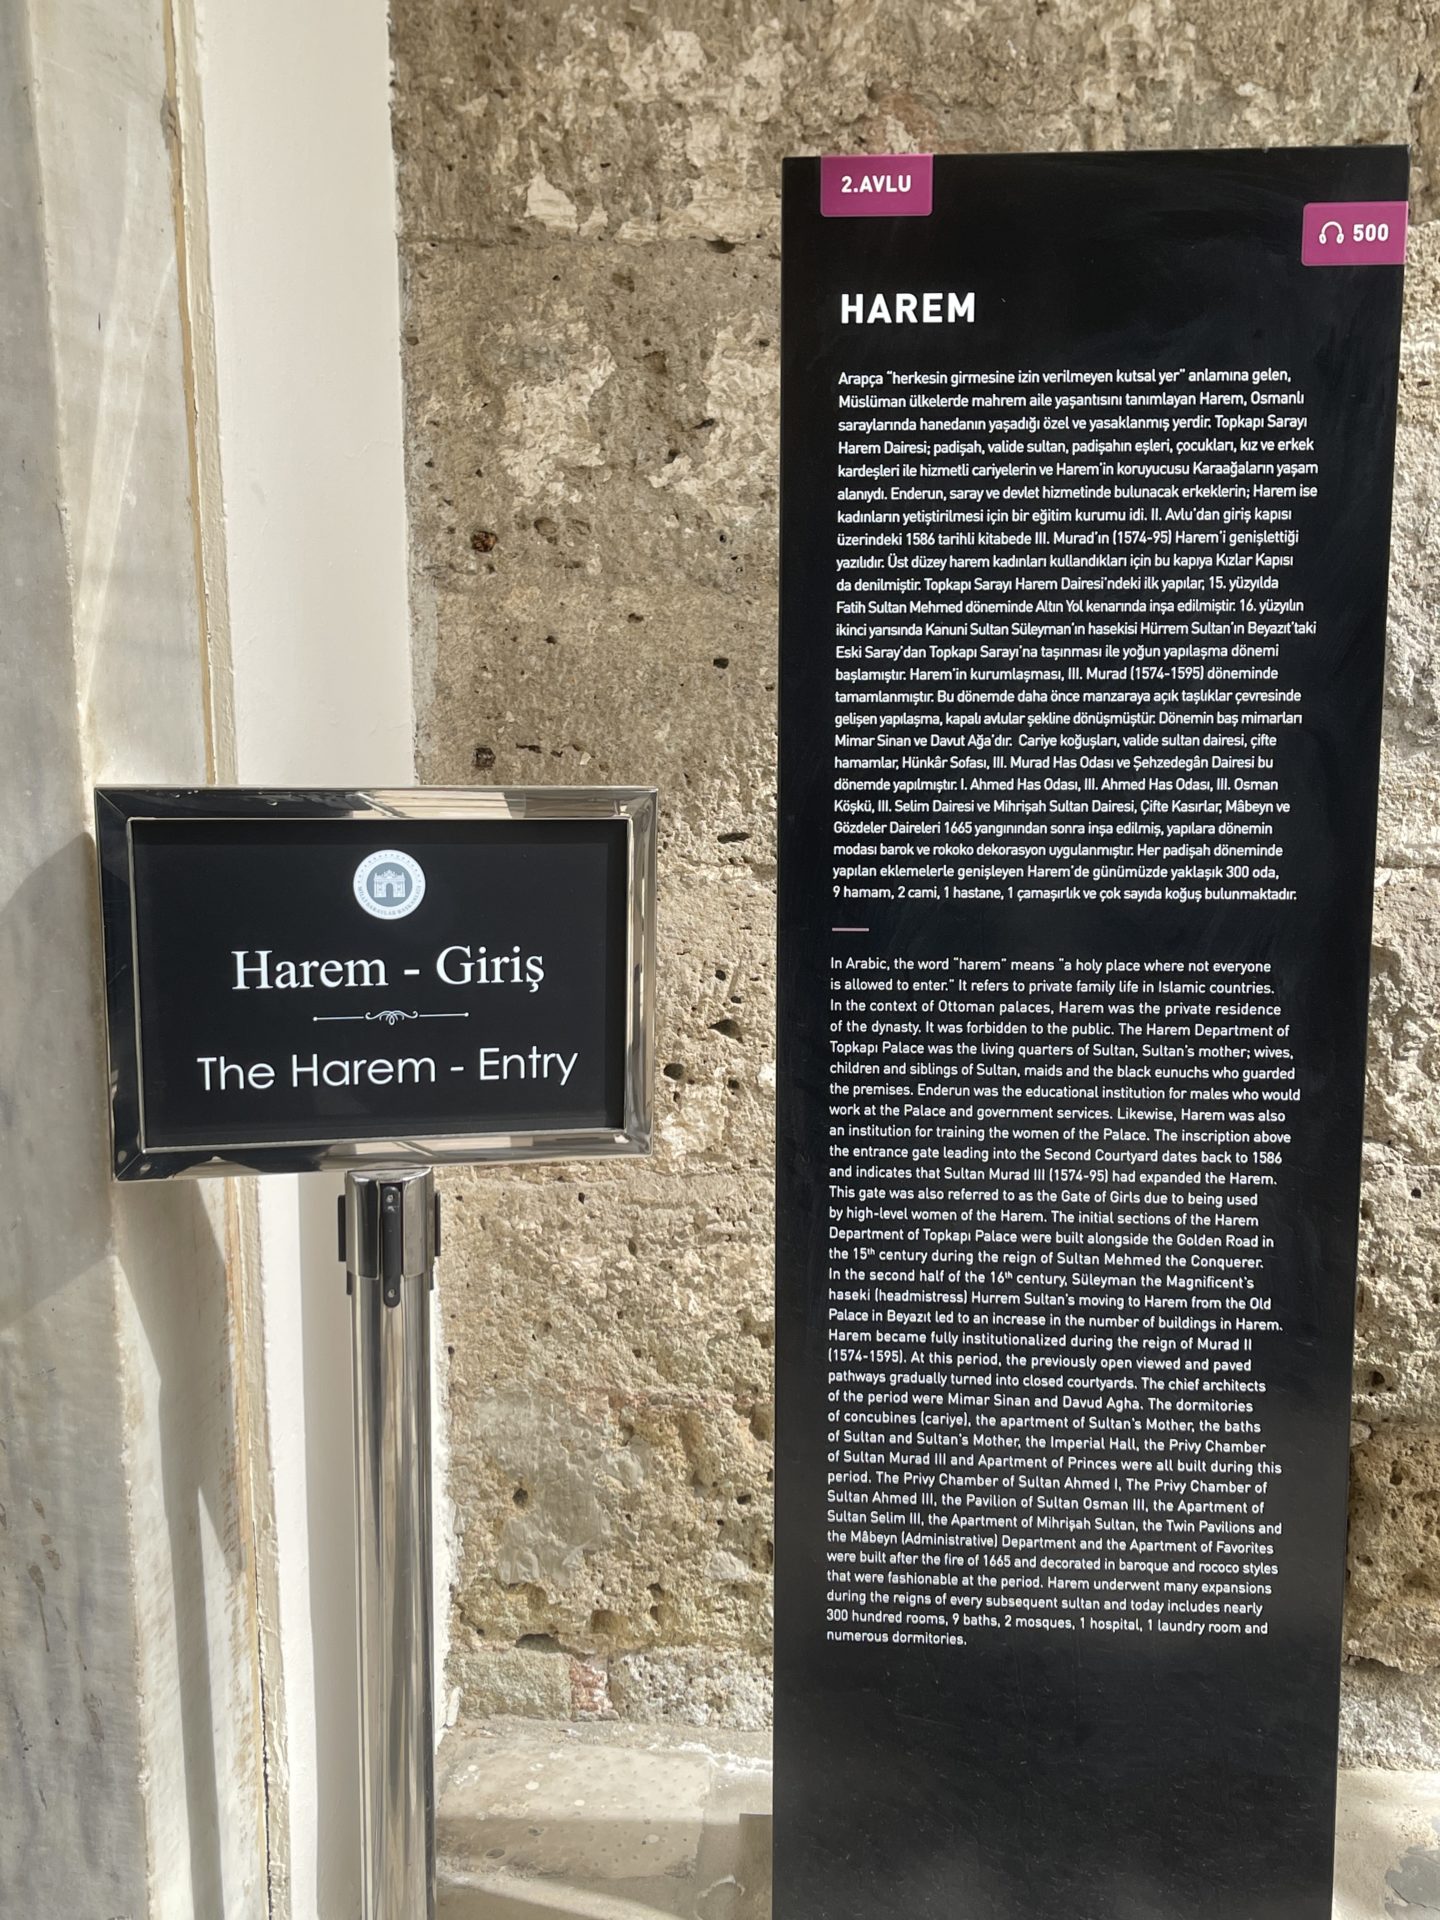 2.AVLU
500
HAREM
Arapça “herkesin girmesine izin verilmeyen kutsal yer” anlamına gelen,
Müslüman ülkelerde mahrem aile yaşantısını tanımlayan Harem, Osmanlı
saraylarında hanedanın yaşadığı özel ve yasaklanmış yerdir. Topkapı Sarayı
Harem Dairesi; padişah, valide sultan, padişahın eşleri, çocukları, kız ve erkek
kardeşleri ile hizmetli cariyelerin ve Harem’in koruyucusu Karaağaların yaşam
alanıydı. Enderun, saray ve devlet hizmetinde bulunacak erkeklerin; Harem ise
kadınların yetiştirilmesi için bir eğitim kurumu idi. II. Avlu’dan giriş kapısı
üzerindeki 1586 tarihli kitabede III. Murad’ın (1574-95) Harem’i genişlettiği
yazılıdır. Üst düzey harem kadınları kullandıkları için bu kapıya Kızlar Kapısı
da denilmiştir. Topkapı Sarayı Harem Dairesi’ndeki ilk yapılar, 15. yüzyılda
Fatih Sultan Mehmed döneminde Altın Yol kenarında inşa edilmiştir. 16. yüzyılın
ikinci yarısında Kanuni Sultan Süleyman’ın hasekisi Hürrem Sultan’ın Beyazıt’taki
Eski Saray’dan Topkapı Sarayı’na taşınması ile yoğun yapılaşma dönemi
başlamıştır. Harem’in kurumlaşması, III. Murad (1574-1595) döneminde
tamamlanmıştır. Bu dönemde daha önce manzaraya açık taşlıklar çevresinde
gelişen yapılaşma, kapalı avlular şekline dönüşmüştür. Dönemin baş mimarları
Mimar Sinan ve Davut Ağa’dır. Cariye koğuşları, valide sultan dairesi, çifte
hamamlar, Hünkâr Sofası, III. Murad Has Odası ve Şehzedegân Dairesi bu
dönemde yapılmıştır. I. Ahmed Has Odası, III. Ahmed Has Odası, III. Osman
Köşkü, III. Selim Dairesi ve Mihrişah Sultan Dairesi, Çifte Kasırlar, Mâbeyn ve
Gözdeler Daireleri 1665 yangınından sonra inşa edilmiş, yapılara dönemin
modası barok ve rokoko dekorasyon uygulanmıştır. Her padişah döneminde
yapılan eklemelerle genişleyen Harem’de günümüzde yaklaşık 300 oda,
9 hamam, 2 cami, 1 hastane, 1 çamaşırlık ve çok sayıda koğuş bulunmaktadır.
In Arabic, the word “harem” means “a holy place where not everyone
is allowed to enter.” It refers to private family life in Islamic countries.
In the context of Ottoman palaces, Harem was the private residence
of the dynasty. It was forbidden to the public. The Harem Department of
Topkapı Palace was the living quarters of Sultan, Sultan’s mother; wives,
children and siblings of Sultan, maids and the black eunuchs who guarded
the premises. Enderun was the educational institution for males who would
work at the Palace and government services. Likewise, Harem was also
an institution for training the women of the Palace. The inscription above
the entrance gate leading into the Second Courtyard dates back to 1586
and indicates that Sultan Murad III (1574-95) had expanded the Harem.
This gate was also referred to as the Gate of Girls due to being used
by high-level women of the Harem. The initial sections of the Harem
Department of Topkapı Palace were built alongside the Golden Road in
the 15th century during the reign of Sultan Mehmed the Conquerer.
In the second half of the 16th century, Süleyman the Magnificent’s
haseki (headmistress) Hurrem Sultan’s moving to Harem from the Old
Palace in Beyazıt led to an increase in the number of buildings in Harem.
Harem became fully institutionalized during the reign of Murad II
(1574-1595). At this period, the previously open viewed and paved
pathways gradually turned into closed courtyards. The chief architects
of the period were Mimar Sinan and Davud Agha. The dormitories
of concubines (cariye), the apartment of Sultan’s Mother, the baths
of Sultan and Sultan’s Mother, the Imperial Hall, the Privy Chamber
of Sultan Murad III and Apartment of Princes were all built during this
period. The Privy Chamber of Sultan Ahmed I, The Privy Chamber of
Sultan Ahmed III, the Pavilion of Sultan Osman III, the Apartment of
Sultan Selim III, the Apartment of Mihrişah Sultan, the Twin Pavilions and
the Mâbeyn (Administrative) Department and the Apartment of Favorites
were built after the fire of 1665 and decorated in baroque and rococo styles
that were fashionable at the period. Harem underwent many expansions
during the reigns of every subsequent sultan and today includes nearly
300 hundred rooms, 9 baths, 2 mosques, 1 hospital, 1 laundry room and
numerous dormitories.
Harem - Giriş
The Harem - Entry